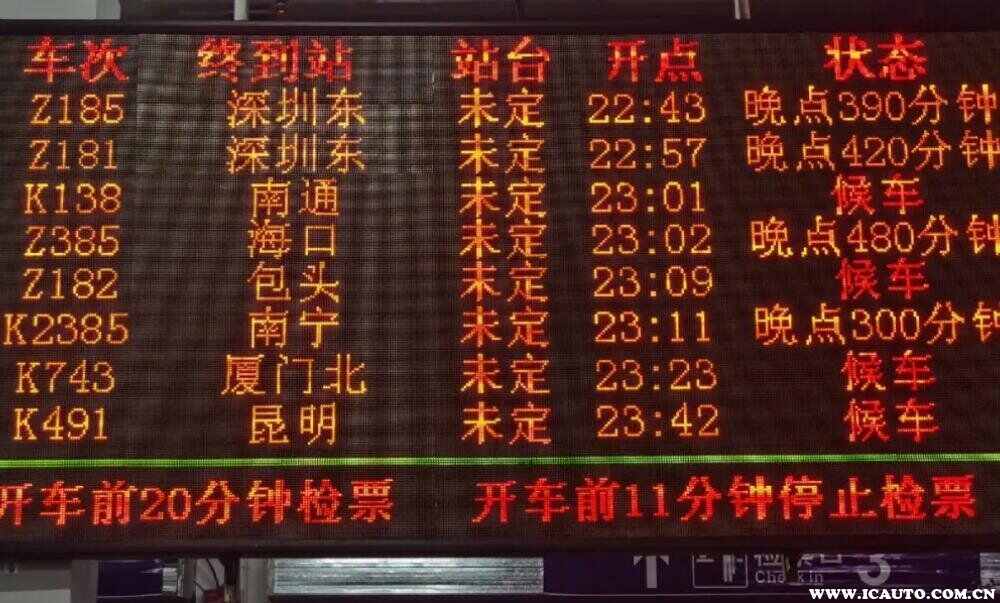 车次 终到站 站台 开点 状态
Z185 深圳东 未定 22:43 晚点390分钟
Z181 深圳东 未定 22:57 晚点420分钟
K138 南通 未定 23:01 候车
Z385 海口 未定 23:02 晚点480分钟
Z182 包头 未定 23:09 候车
K2385 南宁 未定 23:11 晚点300分钟
K743 厦门北 未定 23:23 候车
K491 昆明 未定 23:42 候车
开车前20分钟检票 开车前11分钟停止检票
3
WWW.ICAUTO.COM.CN